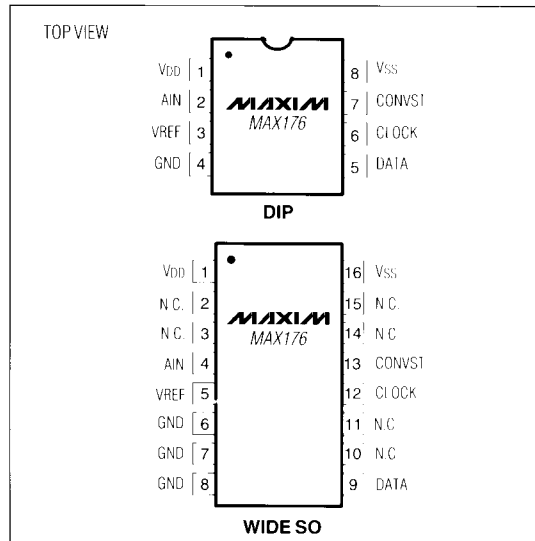 TOP VIEW
VDD 1 8 VSS
AIN 2 MAXIM 7 CONVST
VREF 3 MAX176 6 CLOCK
GND 4 5 DATA
DIP
VDD 1 16 VSS
N.C. 2 15 N.C.
N.C. 3 MAXIM 14 N.C
AIN 4 MAX176 13 CONVST
VREF 5 12 CLOCK
GND 6 11 N.C
GND 7 10 N.C
GND 8 9 DATA
WIDE SO